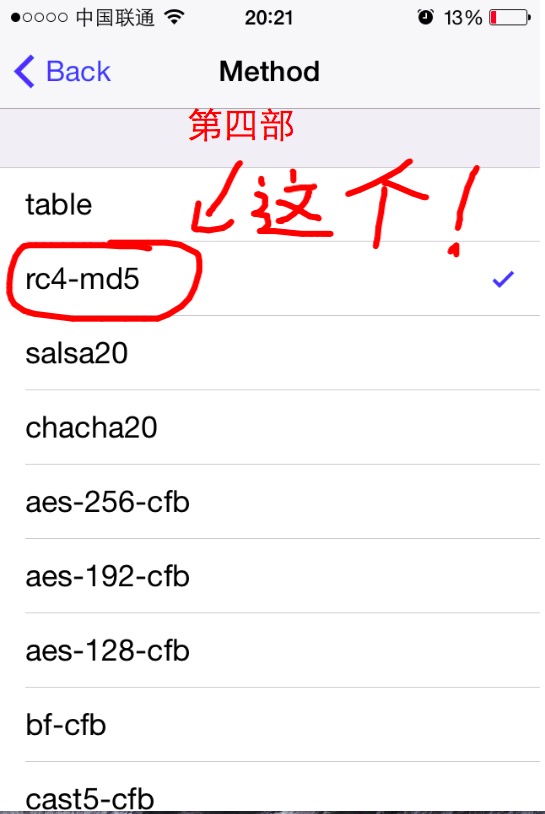 中国联通 20:21 13%
Back Method
第四部
table
这个!
rc4-md5
salsa20
chacha20
aes-256-cfb
aes-192-cfb
aes-128-cfb
bf-cfb
cast5-cfb